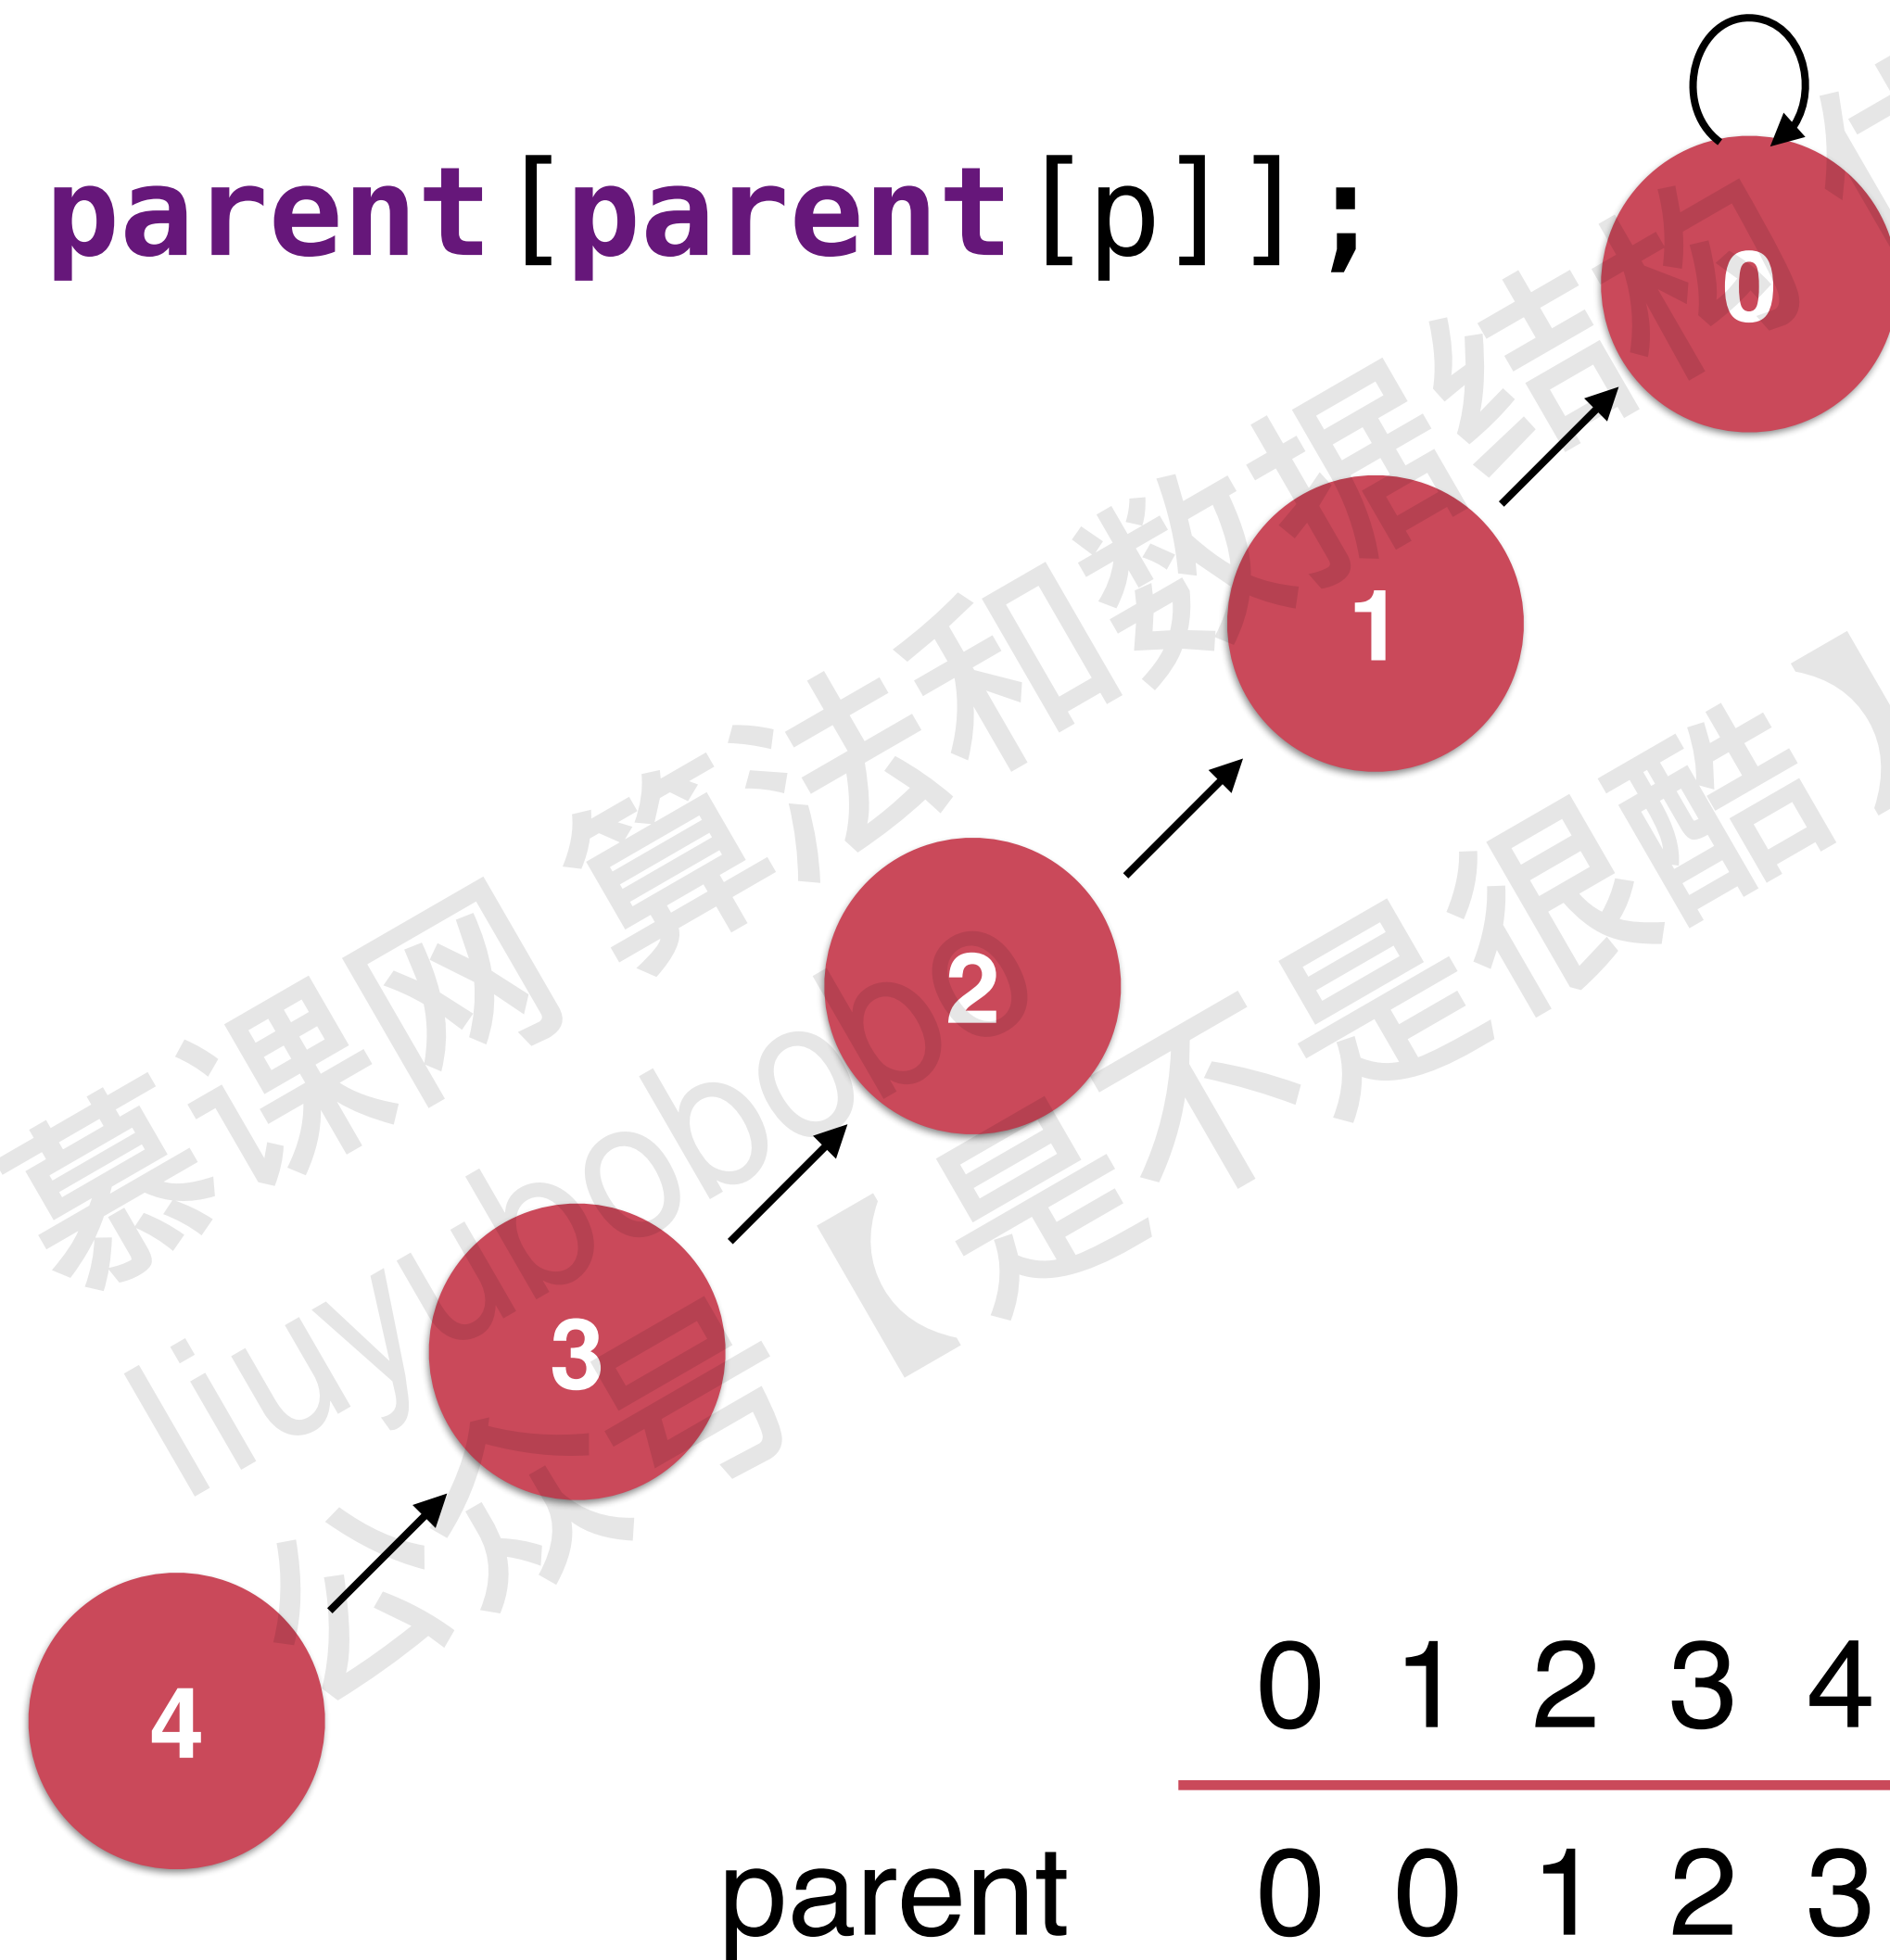 parent[parent[p]];
0
1
2
3
4
0 1 2 3 4
parent 0 0 1 2 3
慕课网 算法和数据结构
liuyubobobo
公众号【是不是很酷】